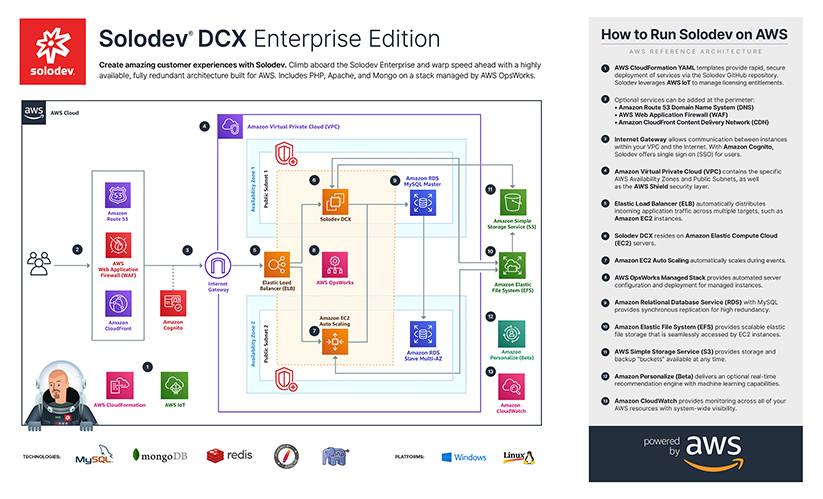 solodev.
Solodev® DCX Enterprise Edition
Create amazing customer experiences with Solodev. Climb aboard the Solodev Enterprise and warp speed ahead with a highly
available, fully redundant architecture built for AWS. Includes PHP, Apache, and Mongo on a stack managed by AWS OpsWorks.
aws
AWS Cloud
4
Amazon Virtual Private Cloud (VPC)
Availability Zone 1
Public Subnet 1
6
Solodev DCX
9
Amazon RDS
MySQL Master
11
Amazon Simple
Storage Service (S3)
S3
Amazon
Route 53
2
AWS
Web Application
Firewall (WAF)
Amazon
CloudFront
3
Internet
Gateway
Amazon
Cognito
5
Elastic Load
Balancer (ELB)
8
AWS OpsWorks
10
Amazon Elastic
File System (EFS)
Availability Zone 2
Public Subnet 2
Amazon EC2
Auto Scaling
7
Amazon RDS
Slave Multi-AZ
12
Amazon
Personalize (Beta)
13
Amazon
CloudWatch
1
AWS CloudFormation
AWS IoT
TECHNOLOGIES:
MySQL
mongoDB
redis
php
PLATFORMS:
Windows
Linux
How to Run Solodev on AWS
AWS REFERENCE ARCHITECTURE
1 AWS CloudFormation YAML templates provide rapid, secure
deployment of services via the Solodev GitHub repository.
Solodev leverages AWS IoT to manage licensing entitlements.
2 Optional services can be added at the perimeter:
• Amazon Route 53 Domain Name System (DNS)
• AWS Web Application Firewall (WAF)
• Amazon CloudFront Content Delivery Network (CDN)
3 Internet Gateway allows communication between instances
within your VPC and the Internet. With Amazon Cognito,
Solodev offers single sign on (SSO) for users.
4 Amazon Virtual Private Cloud (VPC) contains the specific
AWS Availability Zones and Public Subnets, as well
as the AWS Shield security layer.
5 Elastic Load Balancer (ELB) automatically distributes
incoming application traffic across multiple targets, such as
Amazon EC2 instances.
6 Solodev DCX resides on Amazon Elastic Compute Cloud
(EC2) servers.
7 Amazon EC2 Auto Scaling automatically scales during events.
8 AWS OpsWorks Managed Stack provides automated server
configuration and deployment for managed instances.
9 Amazon Relational Database Service (RDS) with MySQL
provides synchronous replication for high redundancy.
10 Amazon Elastic File System (EFS) provides scalable elastic
file storage that is seamlessly accessed by EC2 instances.
11 AWS Simple Storage Service (S3) provides storage and
backup "buckets" available at any time.
12 Amazon Personalize (Beta) delivers an optional real-time
recommendation engine with machine learning capabilities.
13 Amazon CloudWatch provides monitoring across all of your
AWS resources with system-wide visibility.
powered
by
aws